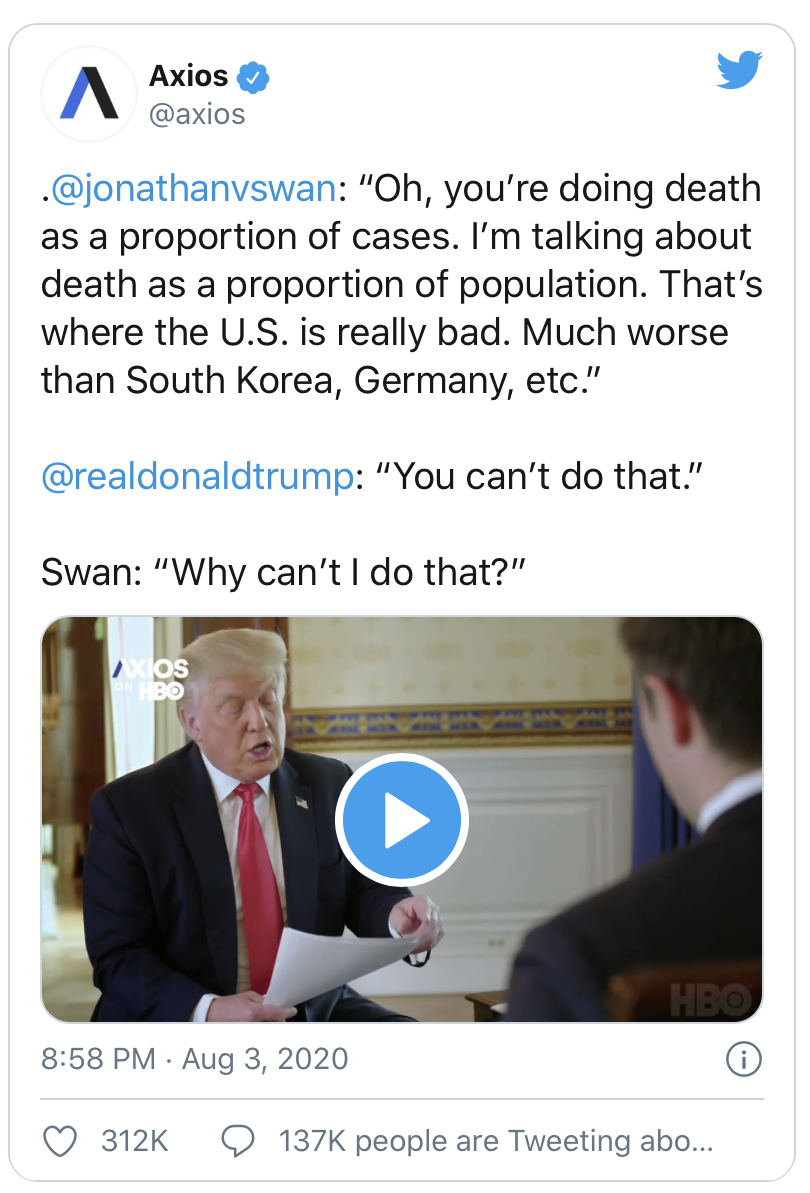 Axios
@axios
.@jonathanvswan: “Oh, you’re doing death
as a proportion of cases. I’m talking about
death as a proportion of population. That’s
where the U.S. is really bad. Much worse
than South Korea, Germany, etc.”
@realdonaldtrump: “You can’t do that.”
Swan: “Why can’t I do that?”
AXIOS
ON HBO
HBO
8:58 PM · Aug 3, 2020
312K
137K people are Tweeting abo...